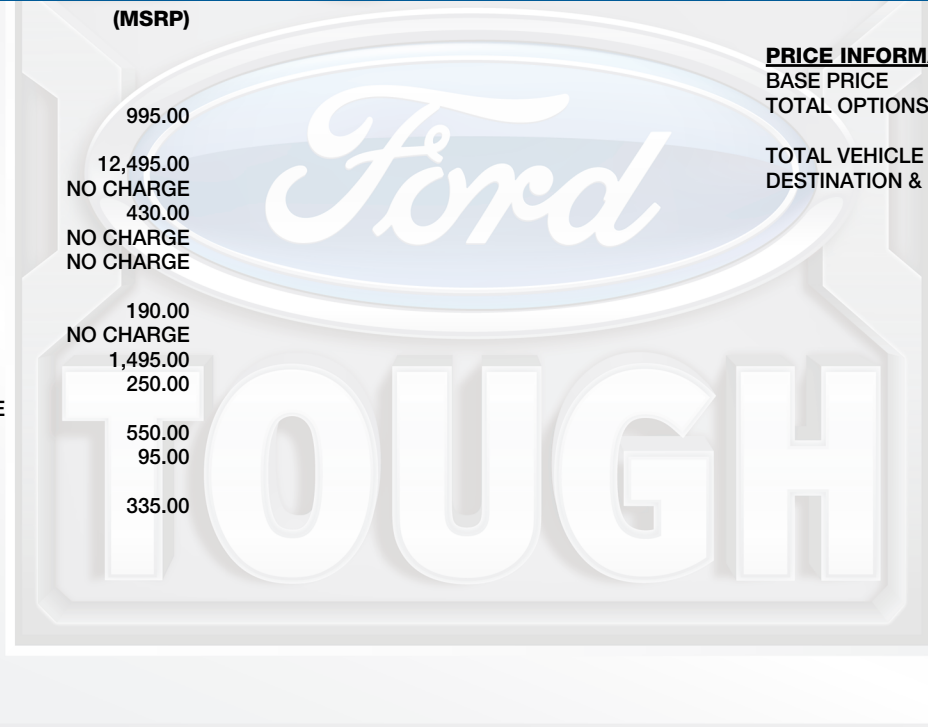 (MSRP)
995.00
12,495.00
NO CHARGE
430.00
NO CHARGE
NO CHARGE
190.00
NO CHARGE
1,495.00
250.00
E
550.00
95.00
335.00
PRICE INFORMA
BASE PRICE
TOTAL OPTIONS
TOTAL VEHICLE
DESTINATION &
Ford
TOUGH